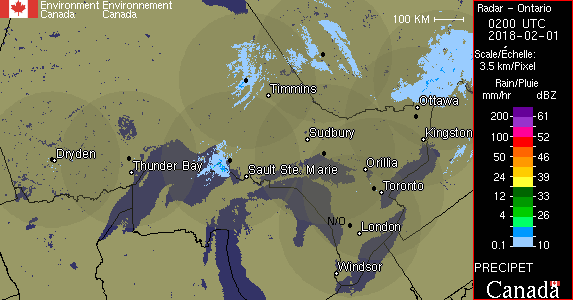 Environment Environnement
Canada Canada
100 KM
Timmins
Ottawa
Sudbury
Kingston
Dryden
Thunder Bay
Sault Ste. Marie
Orillia
Toronto
N/O
London
Windsor
Radar - Ontario
0200 UTC
2018-02-01
Scale/Échelle:
3.5 km/Pixel
Rain/Pluie
mm/hr dBZ
200 61
100 52
50 46
24 39
12 33
4 26
0.1 10
PRECIPET
Canada